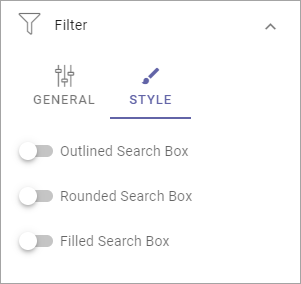 Filter
GENERAL STYLE
Outlined Search Box
Rounded Search Box
Filled Search Box